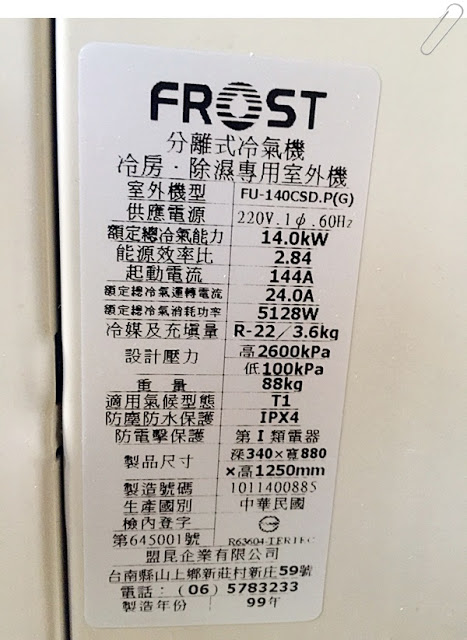 FROST
分離式冷氣機
冷房．除濕專用室外機
室外機型 FU-140CSD.P(G)
供應電源 220V.1φ.60Hz
額定總冷氣能力 14.0kW
能源效率比 2.84
起動電流 144A
額定總冷氣運轉電流 24.0A
額定總冷氣消耗功率 5128W
冷媒及充填量 R-22／3.6kg
設計壓力 高2600kPa
低100kPa
重量 88kg
適用氣候型態 T1
防塵防水保護 IPX4
防電擊保護 第 I 類電器
製品尺寸 深340×寬880
×高1250mm
製造號碼 1011400885
生產國別 中華民國
檢內登字
第645001號 R63604-TERTEC
盟昆企業有限公司
台南縣山上鄉新莊村新庄59號
電話：（06）5783233
製造年份 99年